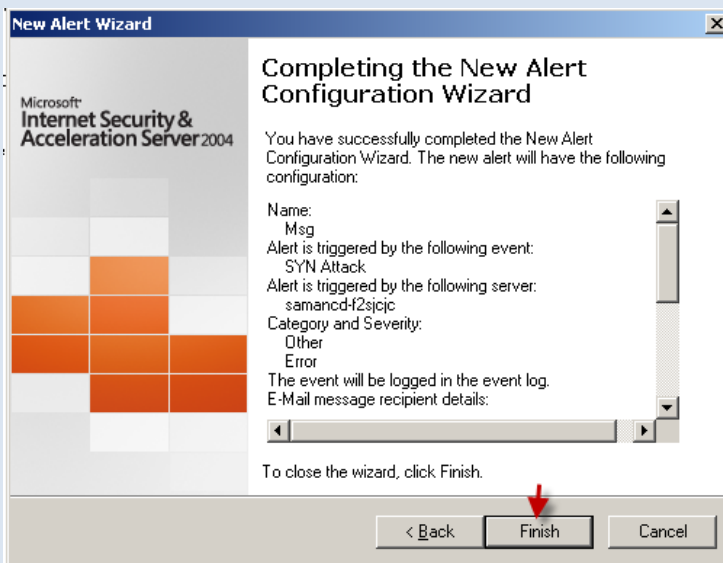 New Alert Wizard
Microsoft
Internet Security &
Acceleration Server 2004
Completing the New Alert
Configuration Wizard
You have successfully completed the New Alert
Configuration Wizard. The new alert will have the following
configuration:
Name:
Msg
Alert is triggered by the following event:
SYN Attack
Alert is triggered by the following server:
samancd-f2sjcjc
Category and Severity:
Other
Error
The event will be logged in the event log.
E-Mail message recipient details:
To close the wizard, click Finish.
< Back
Finish
Cancel